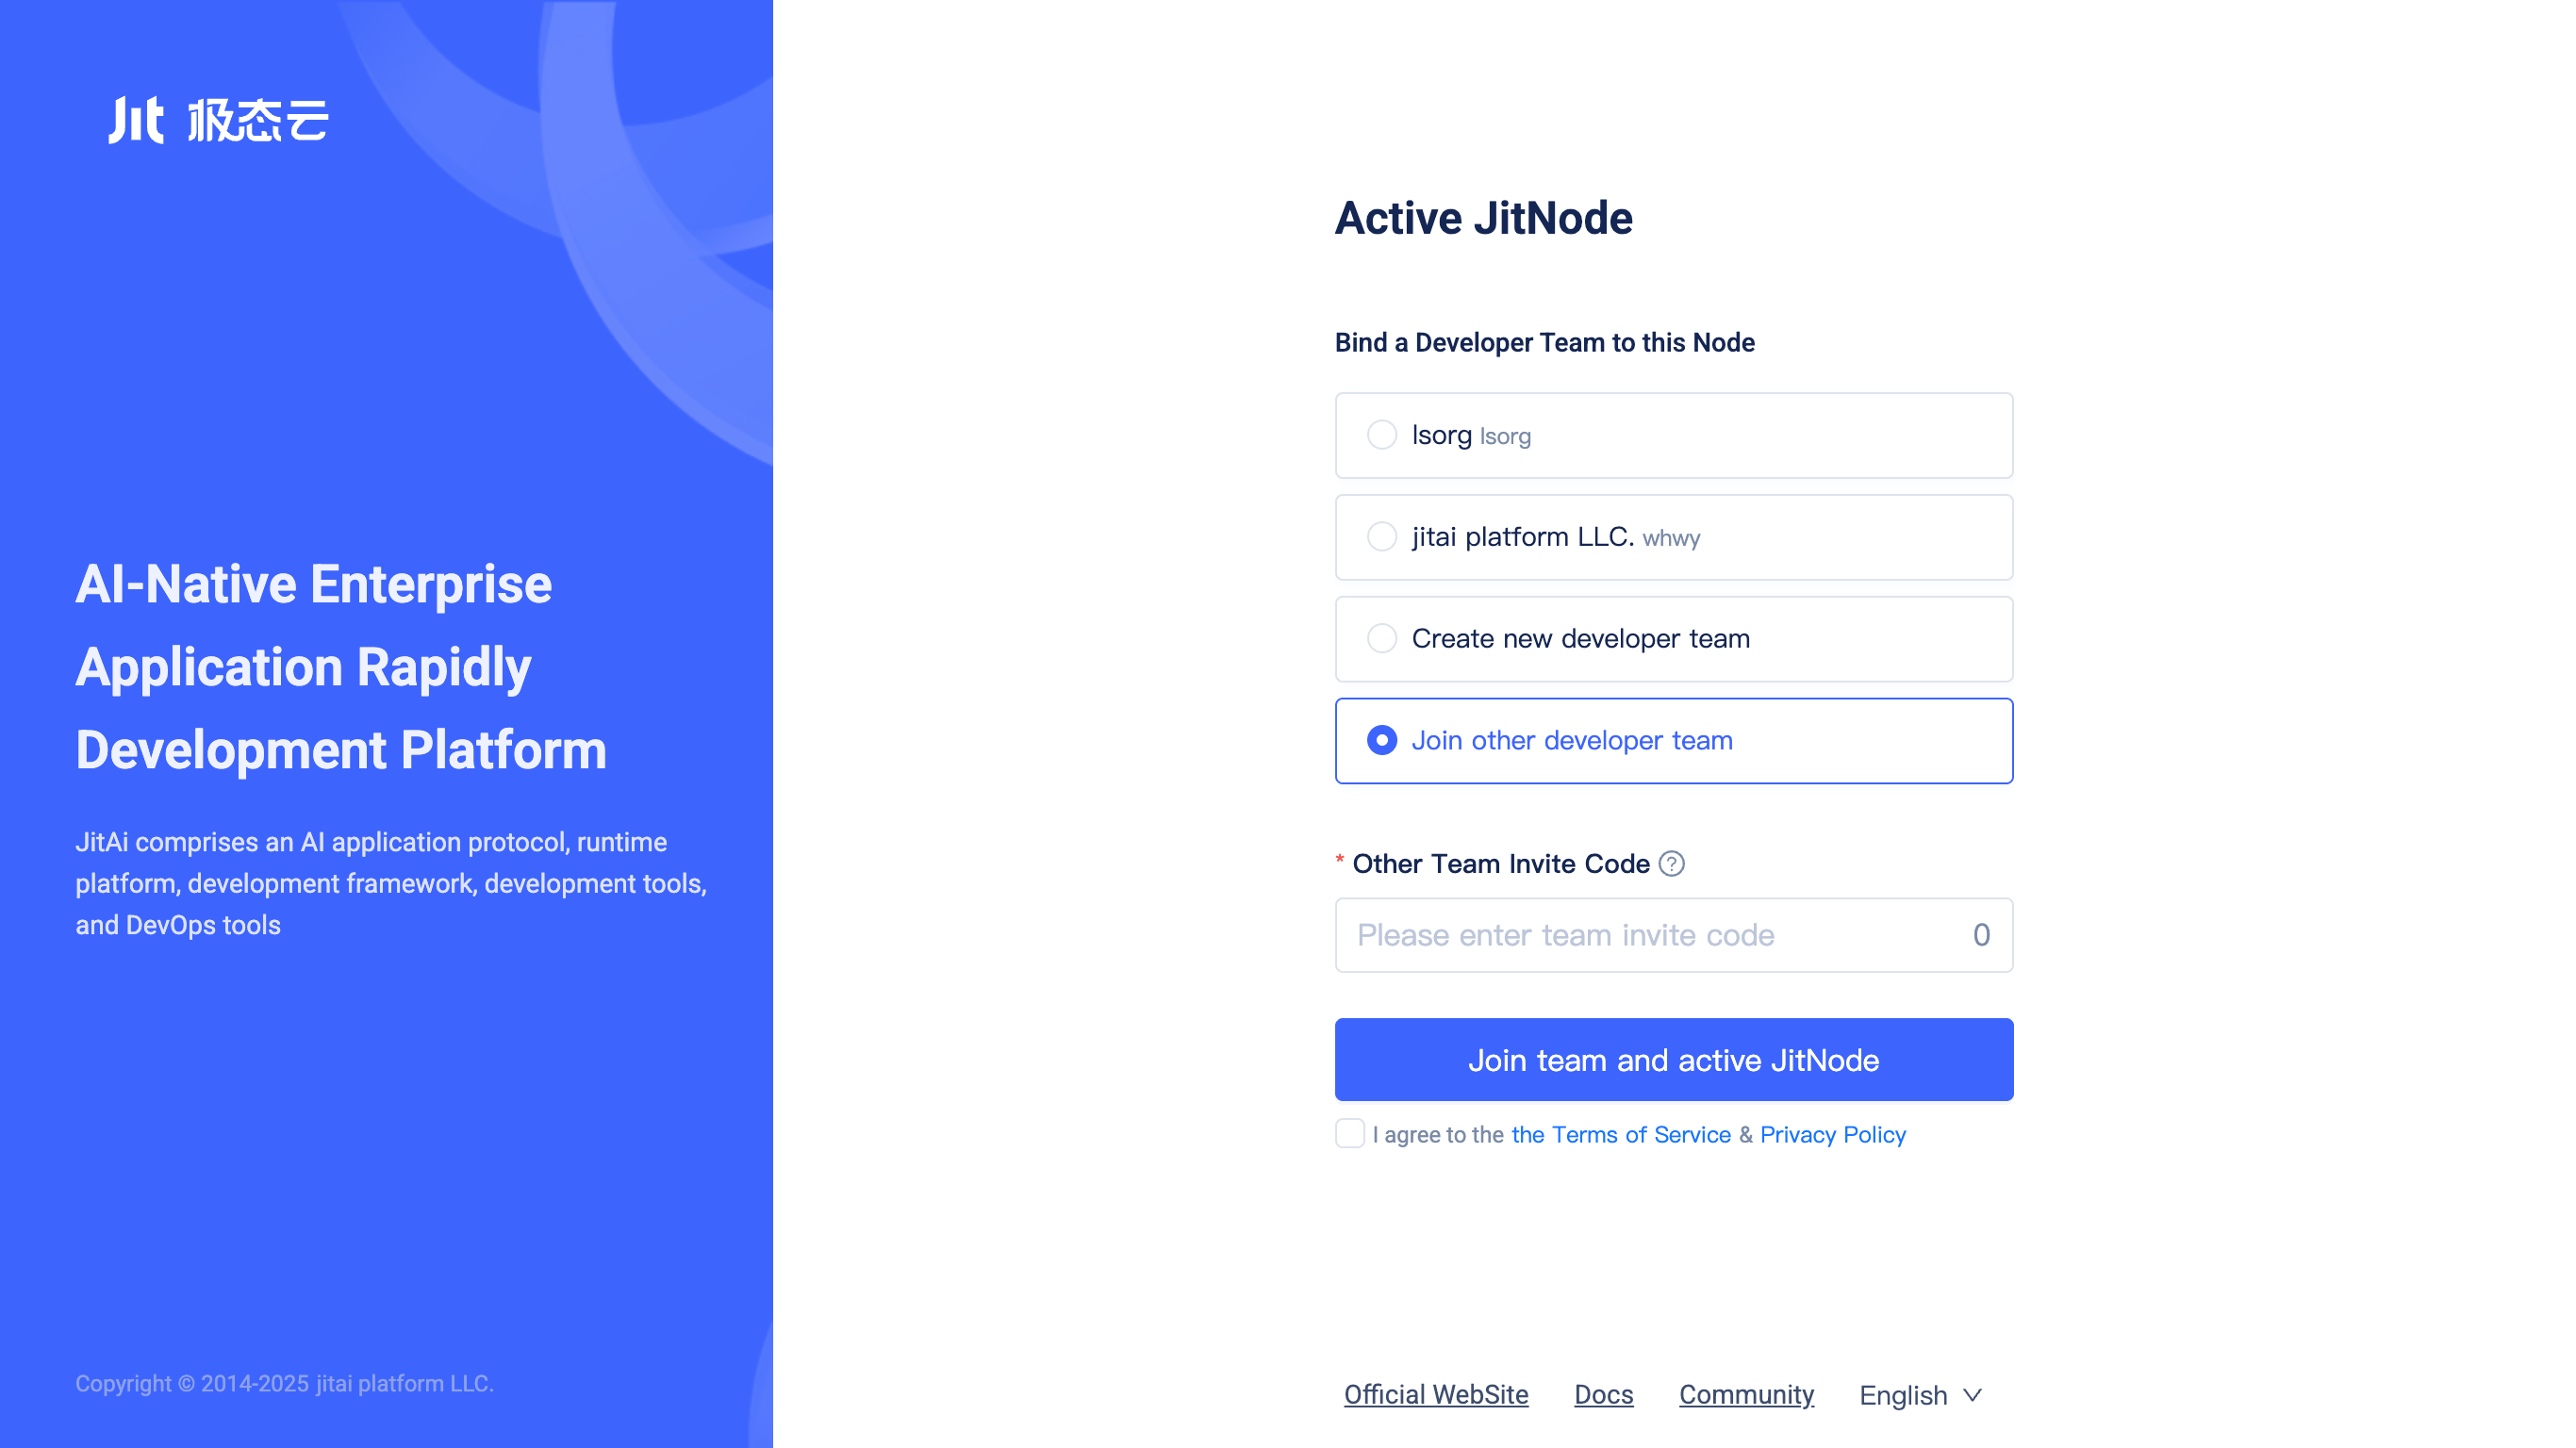 Jit 极态云
AI-Native Enterprise
Application Rapidly
Development Platform
JitAi comprises an AI application protocol, runtime
platform, development framework, development tools,
and DevOps tools
Copyright © 2014-2025 jitai platform LLC.
Active JitNode
Bind a Developer Team to this Node
lsorg lsorg
jitai platform LLC. whwy
Create new developer team
Join other developer team
* Other Team Invite Code ?
Please enter team invite code 0
Join team and active JitNode
I agree to the the Terms of Service & Privacy Policy
Official WebSite Docs Community English